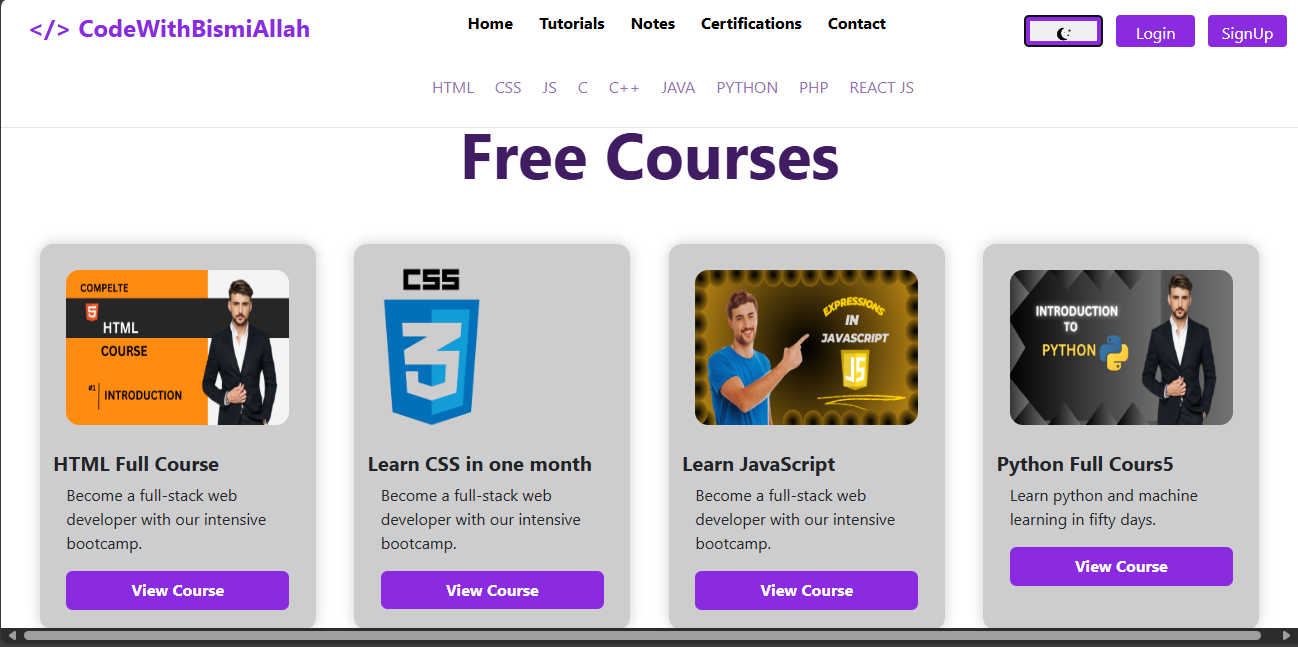 </> CodeWithBismiAllah
Home Tutorials Notes Certifications Contact
Login
SignUp
HTML CSS JS C C++ JAVA PYTHON PHP REACT JS
Free Courses
COMPELTE
5
HTML
COURSE
#1
INTRODUCTION
HTML Full Course
Become a full-stack web
developer with our intensive
bootcamp.
View Course
CSS
3
Learn CSS in one month
Become a full-stack web
developer with our intensive
bootcamp.
View Course
EXPRESSIONS
IN
JAVASCRIPT
JS
Learn JavaScript
Become a full-stack web
developer with our intensive
bootcamp.
View Course
INTRODUCTION
TO
PYTHON
Python Full Cours5
Learn python and machine
learning in fifty days.
View Course